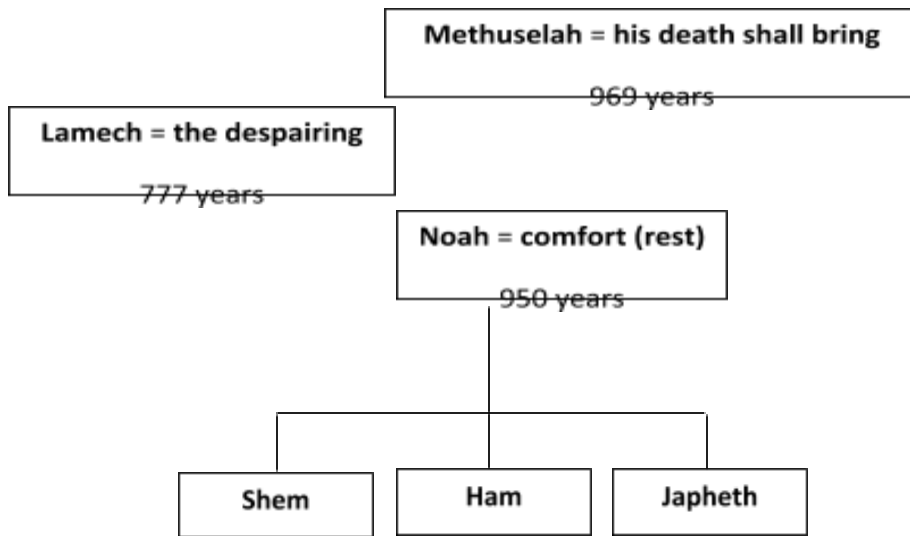 Methuselah = his death shall bring
969 years
Lamech = the despairing
777 years
Noah = comfort (rest)
950 years
Shem
Ham
Japheth